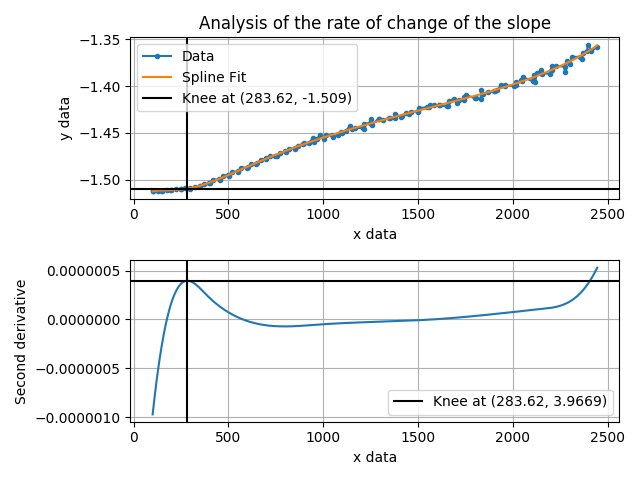 Analysis of the rate of change of the slope
−1.35
−1.40
−1.45
−1.50
y data
Data
Spline Fit
Knee at (283.62, -1.509)
0 500 1000 1500 2000 2500
x data
0.0000005
0.0000000
−0.0000005
−0.0000010
Second derivative
Knee at (283.62, 3.9669)
0 500 1000 1500 2000 2500
x data